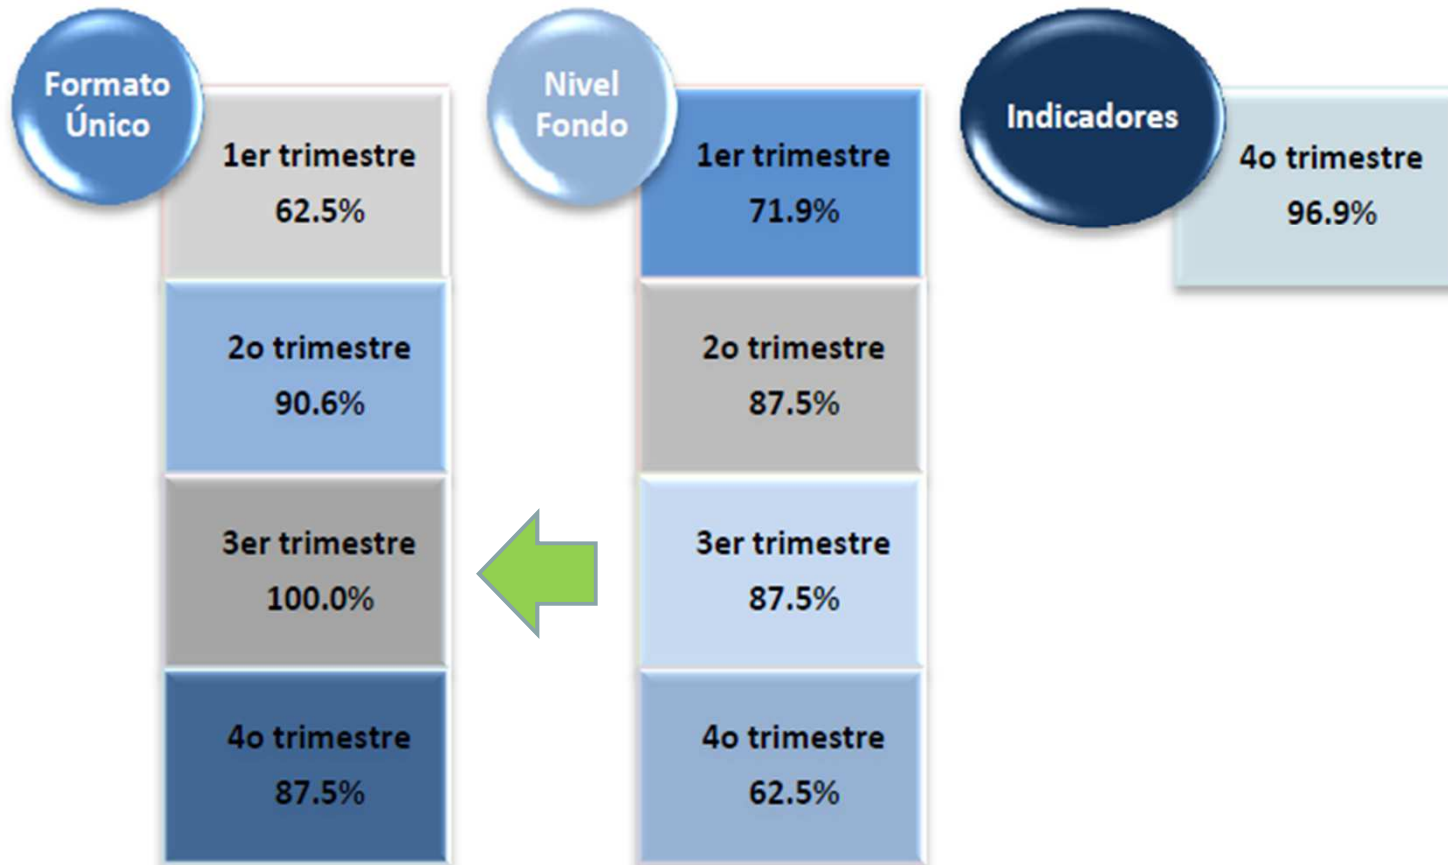 Formato
Único
1er trimestre
62.5%
2o trimestre
90.6%
3er trimestre
100.0%
4o trimestre
87.5%
Nivel
Fondo
1er trimestre
71.9%
2o trimestre
87.5%
3er trimestre
87.5%
4o trimestre
62.5%
Indicadores
4o trimestre
96.9%